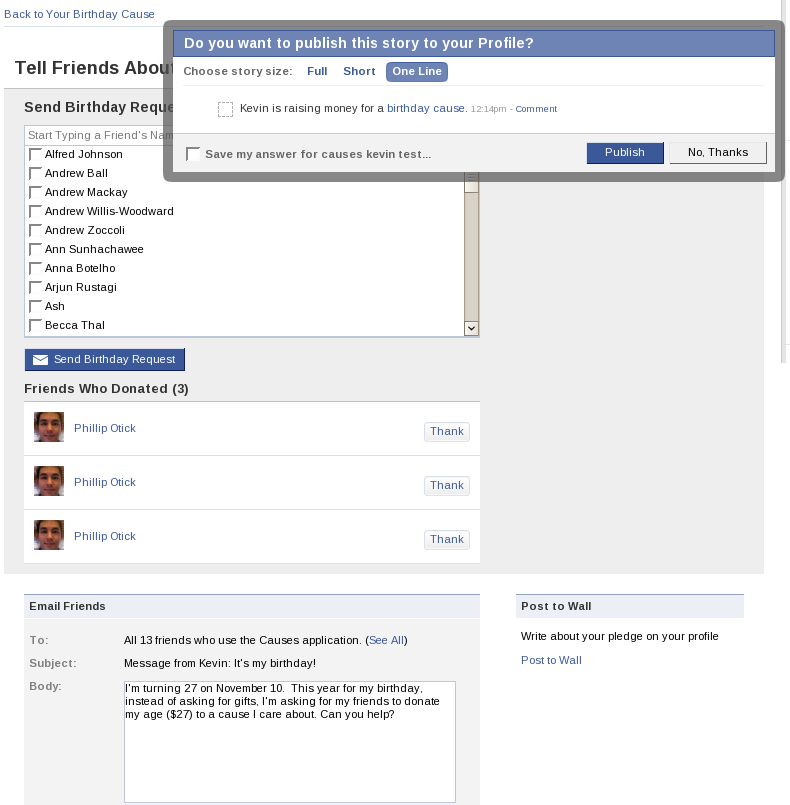 Back to Your Birthday Cause
Do you want to publish this story to your Profile?
Choose story size: Full Short One Line
Kevin is raising money for a birthday cause. 12:14pm - Comment
Save my answer for causes kevin test...
Publish No, Thanks
Tell Friends About
Send Birthday Reque
Start Typing a Friend's Nam
Alfred Johnson
Andrew Ball
Andrew Mackay
Andrew Willis-Woodward
Andrew Zoccoli
Ann Sunhachawee
Anna Botelho
Arjun Rustagi
Ash
Becca Thal
Send Birthday Request
Friends Who Donated (3)
Phillip Otick Thank
Phillip Otick Thank
Phillip Otick Thank
Email Friends
To: All 13 friends who use the Causes application. (See All)
Subject: Message from Kevin: It's my birthday!
Body: I'm turning 27 on November 10. This year for my birthday,
instead of asking for gifts, I'm asking for my friends to donate
my age ($27) to a cause I care about. Can you help?
Post to Wall
Write about your pledge on your profile
Post to Wall